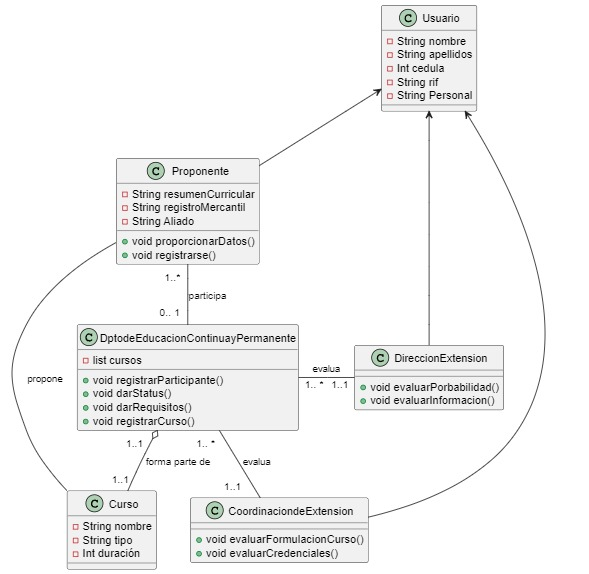 C Usuario
String nombre
String apellidos
Int cedula
String rif
String Personal
C Proponente
String resumenCurricular
String registroMercantil
String Aliado
void proporcionarDatos()
void registrarse()
1..*
participa
0.. 1
C DptodeEducacionContinuayPermanente
list cursos
void registrarParticipante()
void darStatus()
void darRequisitos()
void registrarCurso()
evalua
1.. * 1..1
C DireccionExtension
void evaluarPorbabilidad()
void evaluarInformacion()
propone
1..1 1.. *
forma parte de evalua
1..1 1..1
C Curso
String nombre
String tipo
Int duración
C CoordinaciondeExtension
void evaluarFormulacionCurso()
void evaluarCredenciales()